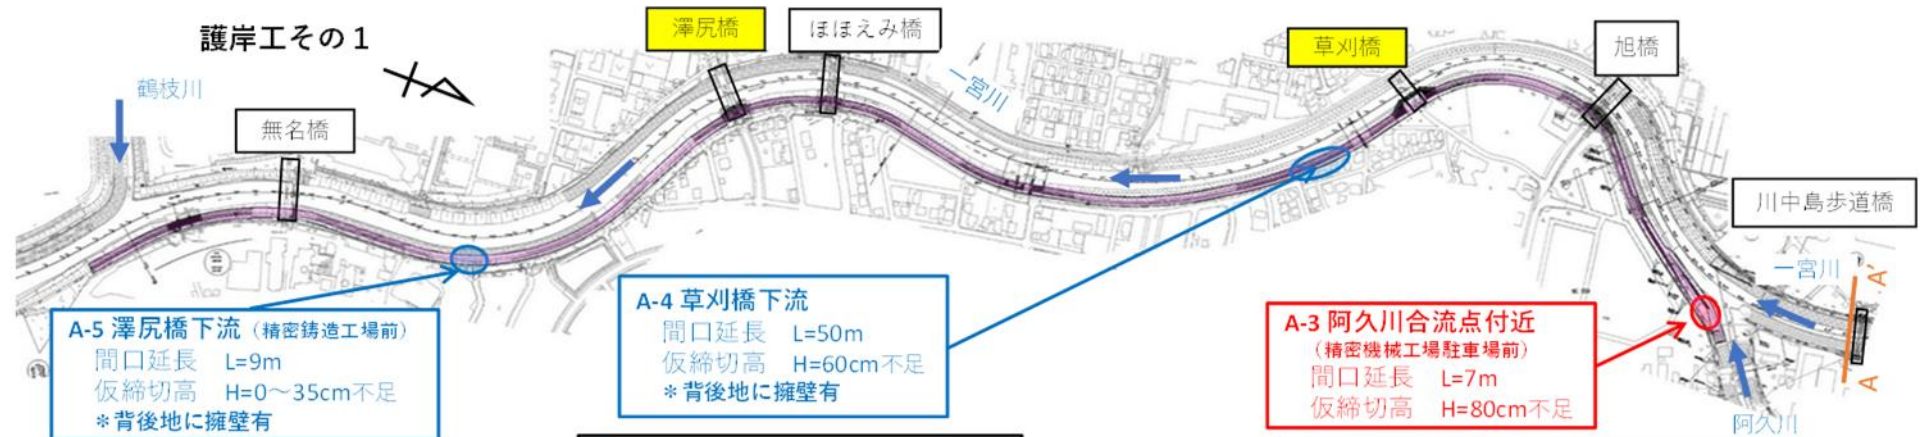 護岸工その1
澤尻橋
ほほえみ橋
草刈橋
旭橋
鶴枝川
一宮川
無名橋
川中島歩道橋
一宮川
A'
A
阿久川
A-5 澤尻橋下流（精密鋳造工場前）
間口延長 L=9m
仮締切高 H=0～35cm不足
＊背後地に擁壁有
A-4 草刈橋下流
間口延長 L=50m
仮締切高 H=60cm不足
＊背後地に擁壁有
A-3 阿久川合流点付近
（精密機械工場駐車場前）
間口延長 L=7m
仮締切高 H=80cm不足